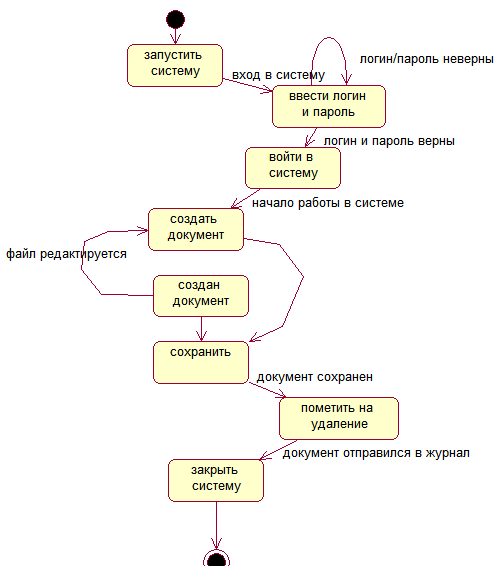 запустить
систему
логин/пароль неверны
вход в систему
ввести логин
и пароль
логин и пароль верны
войти в
систему
начало работы в системе
создать
документ
файл редактируется
создан
документ
сохранить
документ сохранен
пометить на
удаление
документ отправился в журнал
закрыть
систему